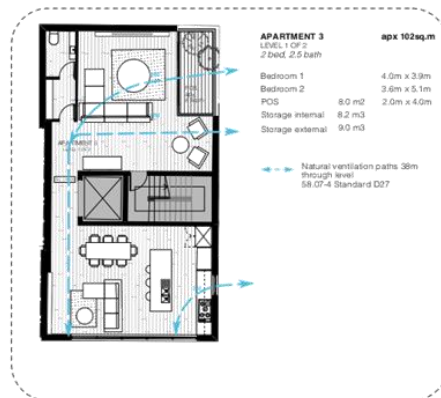 APARTMENT 3 apx 102sq.m
LEVEL 1 OF 2
2 bed, 2.5 bath
Bedroom 1 4.0m x 3.9m
Bedroom 2 3.6m x 5.1m
POS 8.0 m2 2.0m x 4.0m
Storage internal 8.2 m3
Storage external 9.0 m3
Natural ventilation paths 38m
through level
58.07-4 Standard D27
POS